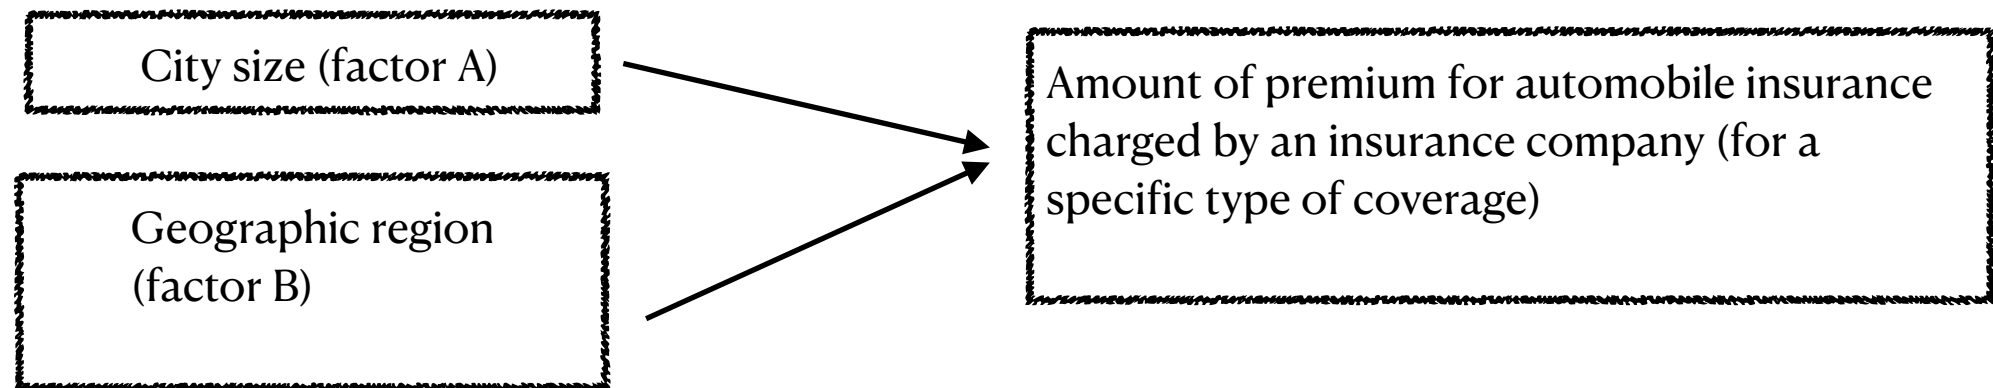 City size (factor A)
Geographic region
(factor B)
Amount of premium for automobile insurance
charged by an insurance company (for a
specific type of coverage)